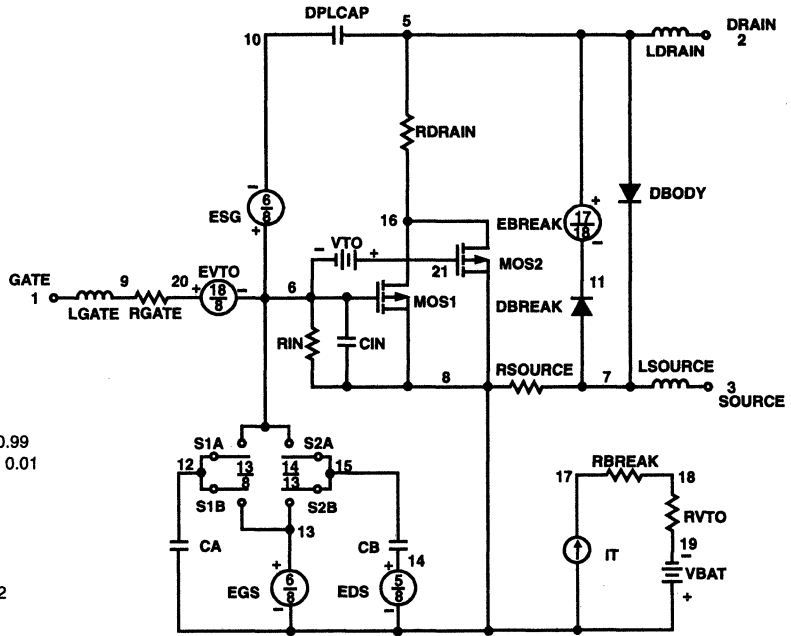 DPLCAP
5
DRAIN
2
10
LDRAIN
RDRAIN
DBODY
6
8
ESG
-
+
16
EBREAK
17
18
+
-
- VTO +
MOS2
21
GATE
1
9
20
EVTO
+
18
8
-
6
MOS1
11
LGATE
RGATE
DBREAK
RIN
CIN
RSOURCE
LSOURCE
8
7
3
SOURCE
0.99
0.01
S1A
S2A
12
13
8
14
13
15
S1B
S2B
13
RBREAK
17
18
RVTO
19
-
CA
CB
14
IT
VBAT
+
+
6
8
-
EGS
+
5
8
-
EDS
2